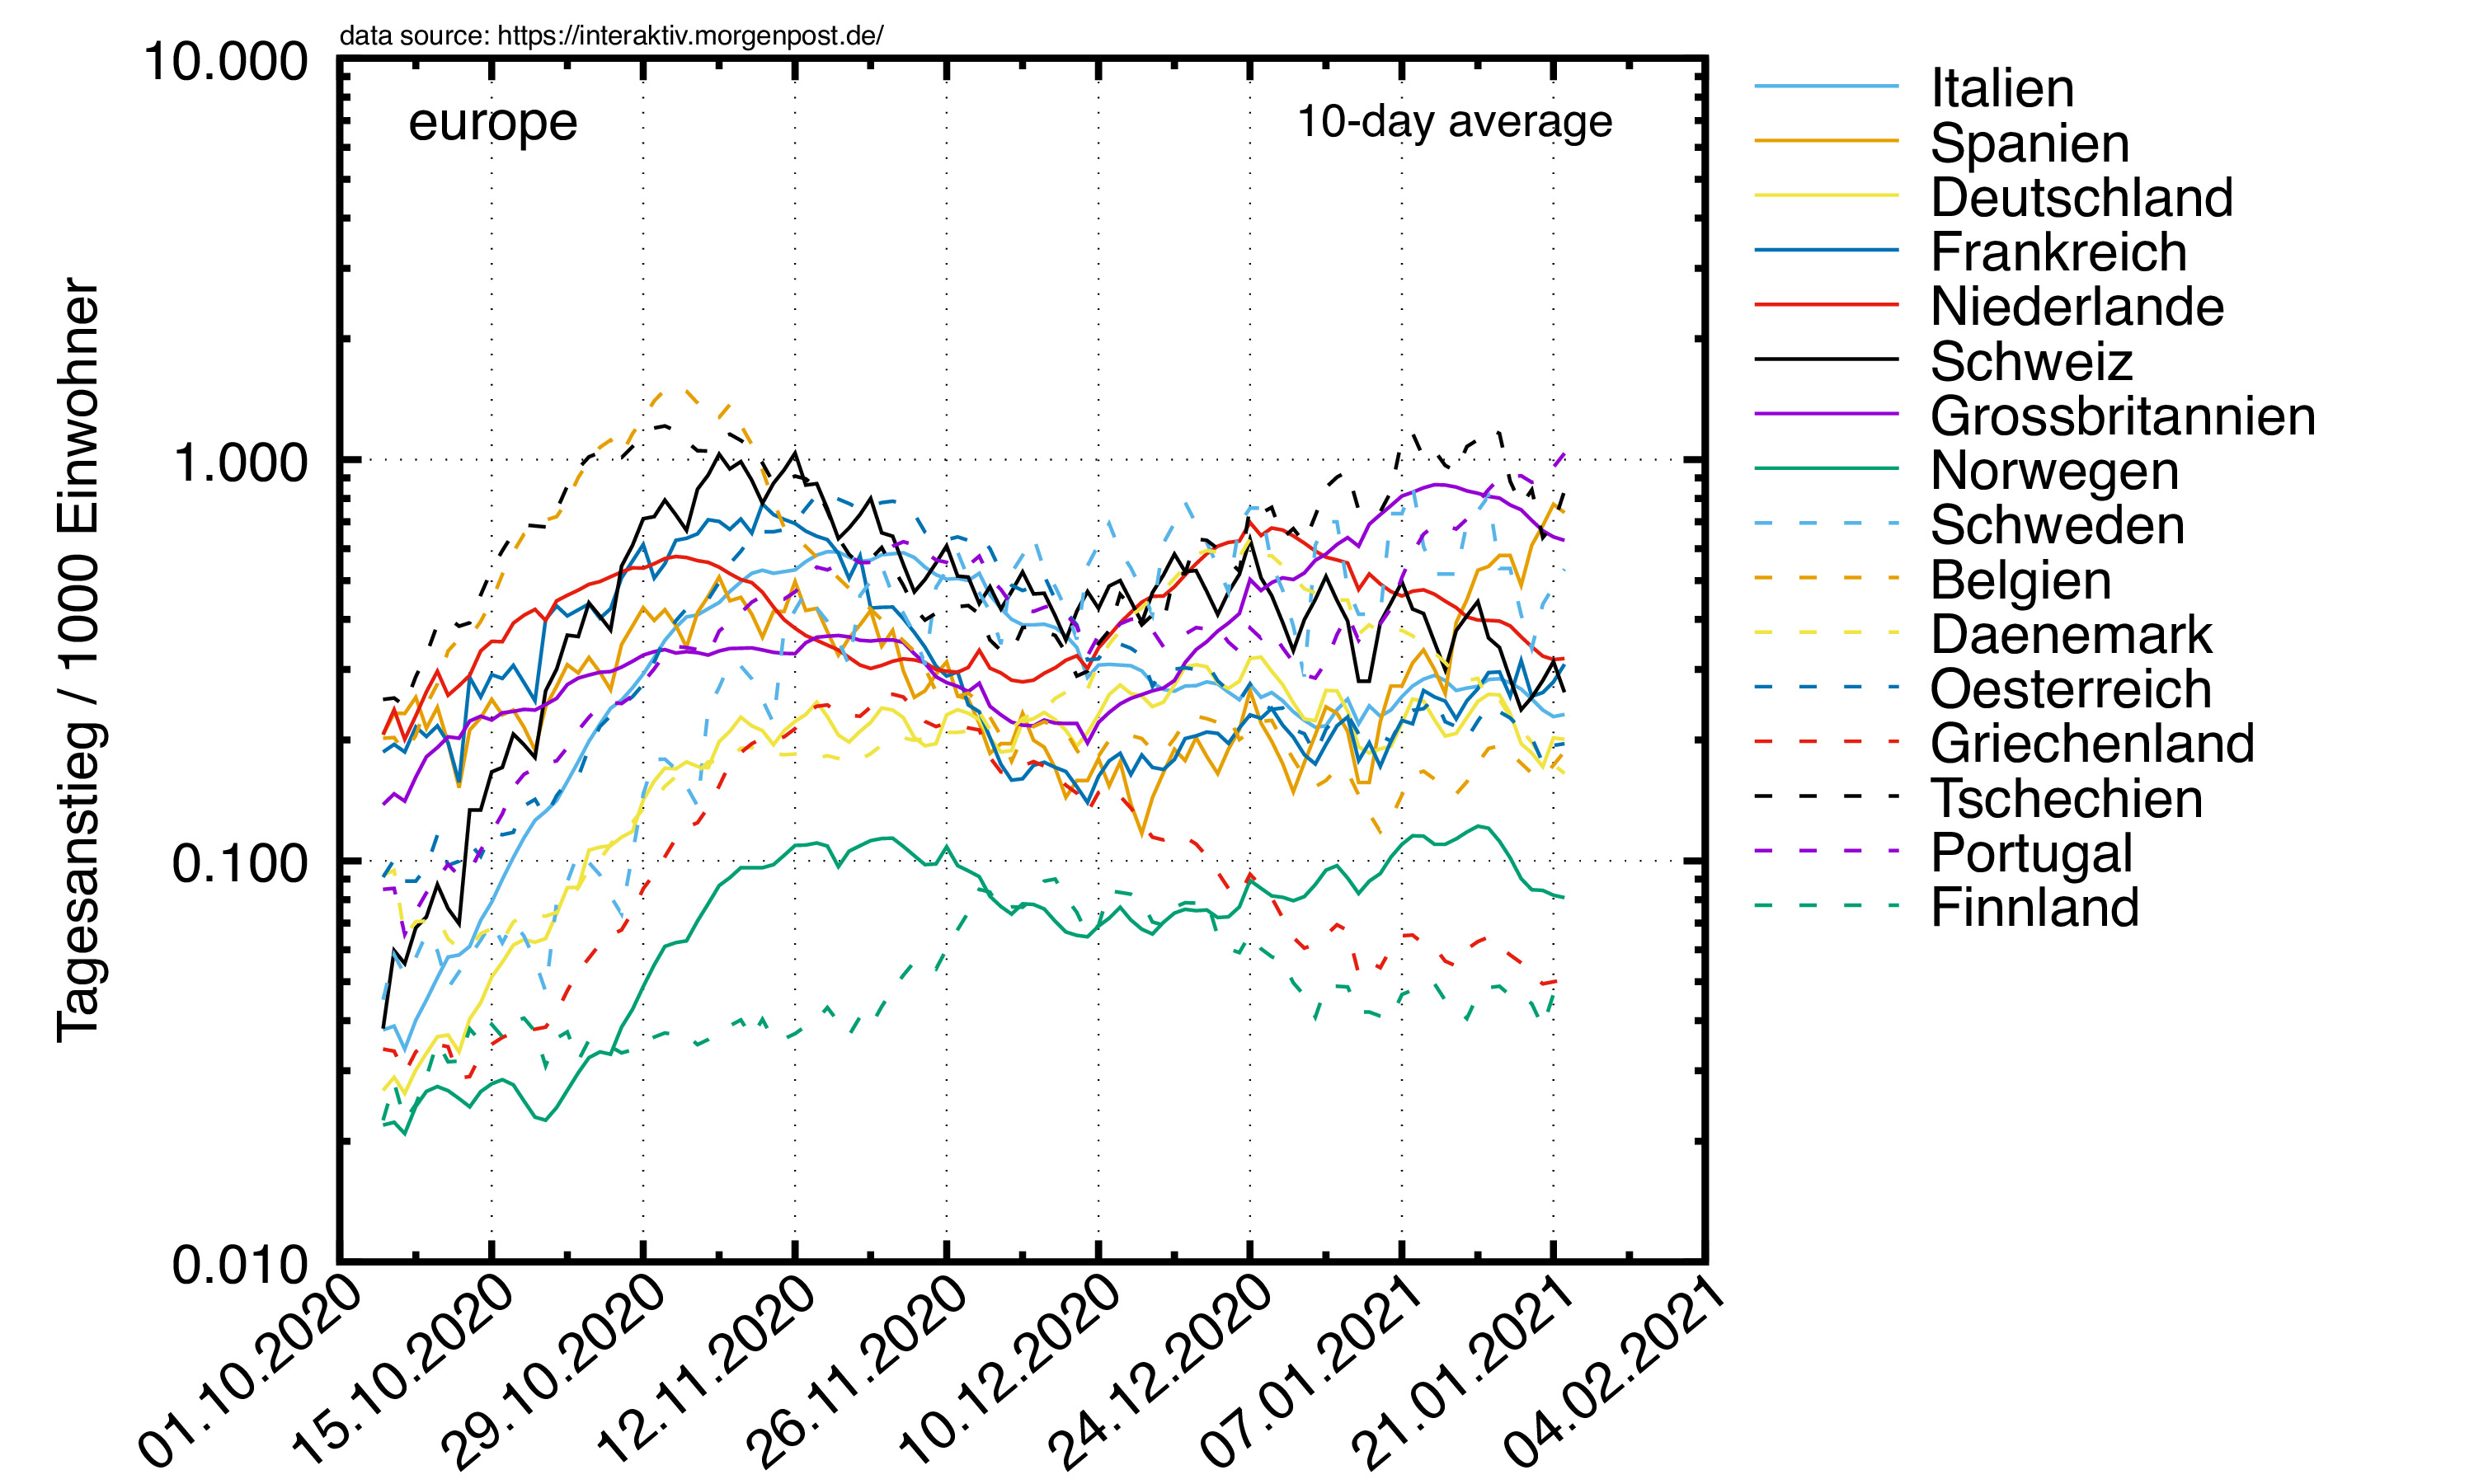 data source: https://interaktiv.morgenpost.de/
10.000
europe
10-day average
Italien
Spanien
Deutschland
Frankreich
Niederlande
Schweiz
Grossbritannien
Norwegen
Schweden
Belgien
Daenemark
Oesterreich
Griechenland
Tschechien
Portugal
Finnland
Tagesanstieg / 1000 Einwohner
1.000
0.100
0.010
01.10.2020
15.10.2020
29.10.2020
12.11.2020
26.11.2020
10.12.2020
24.12.2020
07.01.2021
21.01.2021
04.02.2021